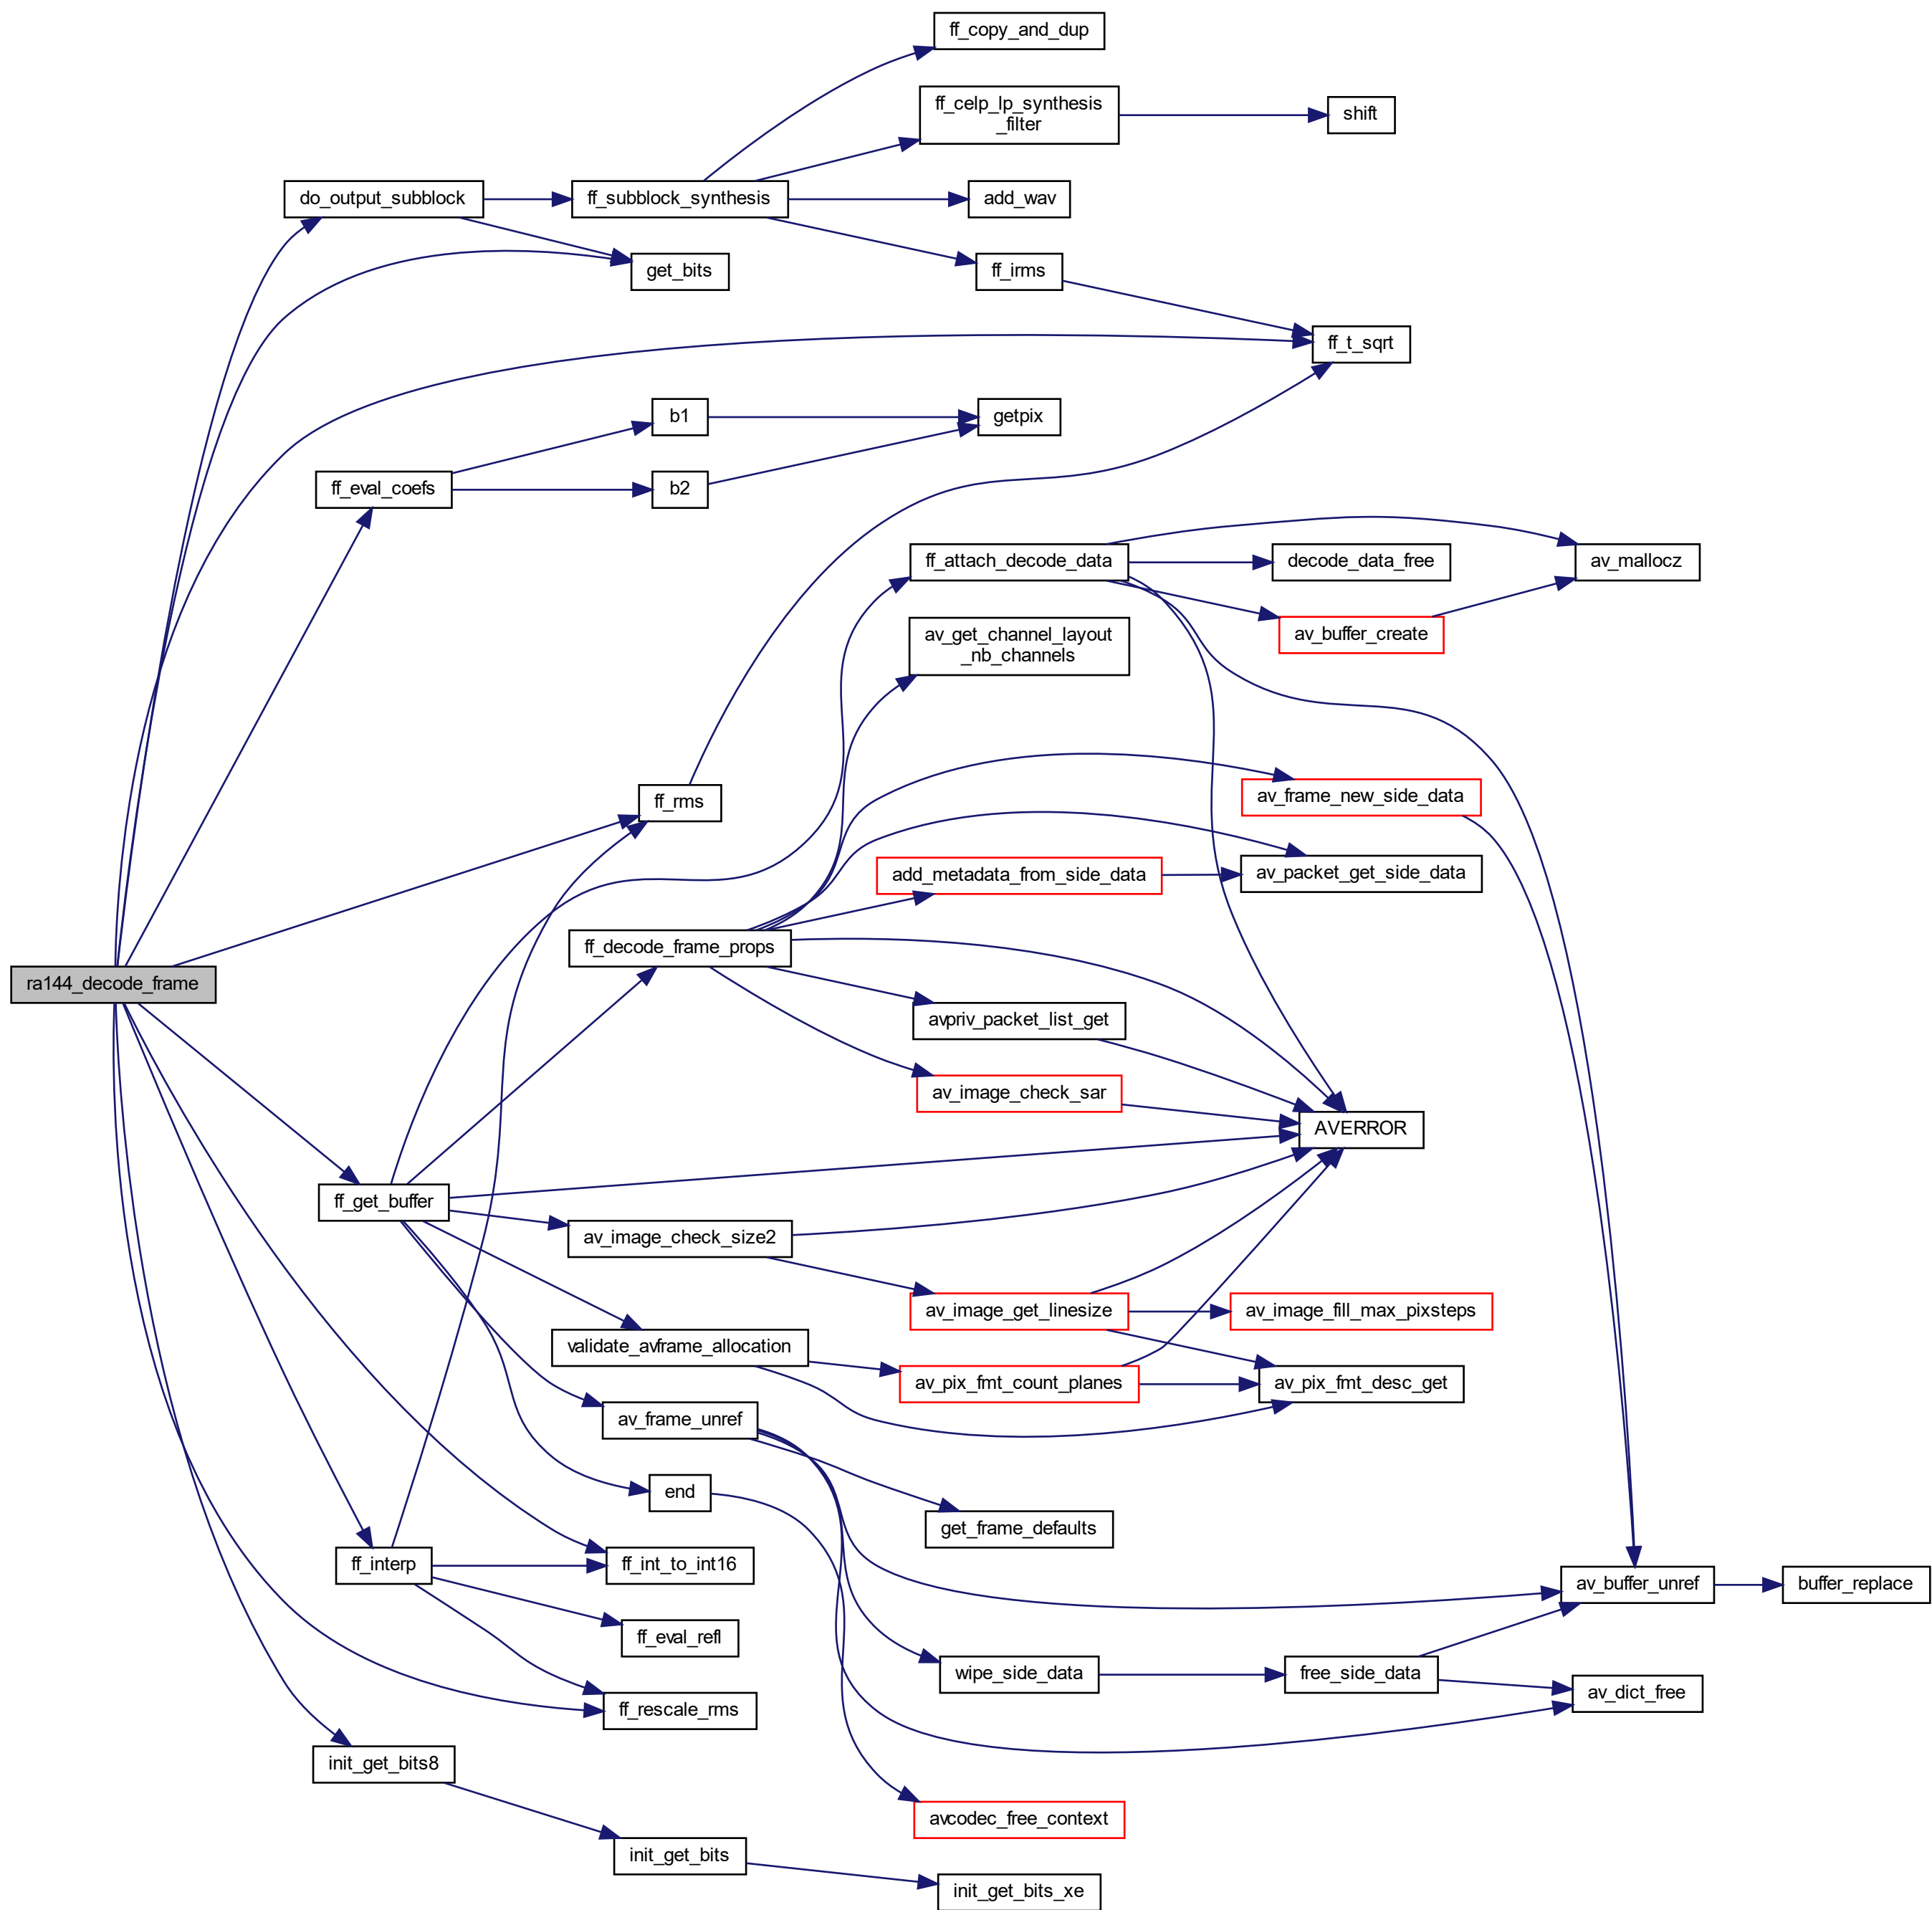 ff_copy_and_dup
ff_celp_lp_synthesis
_filter
shift
do_output_subblock
ff_subblock_synthesis
add_wav
get_bits
ff_irms
ff_t_sqrt
b1
getpix
ff_eval_coefs
b2
ff_attach_decode_data
decode_data_free
av_mallocz
av_get_channel_layout
_nb_channels
av_buffer_create
ff_rms
av_frame_new_side_data
add_metadata_from_side_data
av_packet_get_side_data
ff_decode_frame_props
ra144_decode_frame
avpriv_packet_list_get
av_image_check_sar
AVERROR
ff_get_buffer
av_image_check_size2
av_image_get_linesize
av_image_fill_max_pixsteps
validate_avframe_allocation
av_pix_fmt_count_planes
av_pix_fmt_desc_get
av_frame_unref
end
get_frame_defaults
ff_interp
ff_int_to_int16
av_buffer_unref
buffer_replace
ff_eval_refl
wipe_side_data
free_side_data
av_dict_free
ff_rescale_rms
init_get_bits8
avcodec_free_context
init_get_bits
init_get_bits_xe